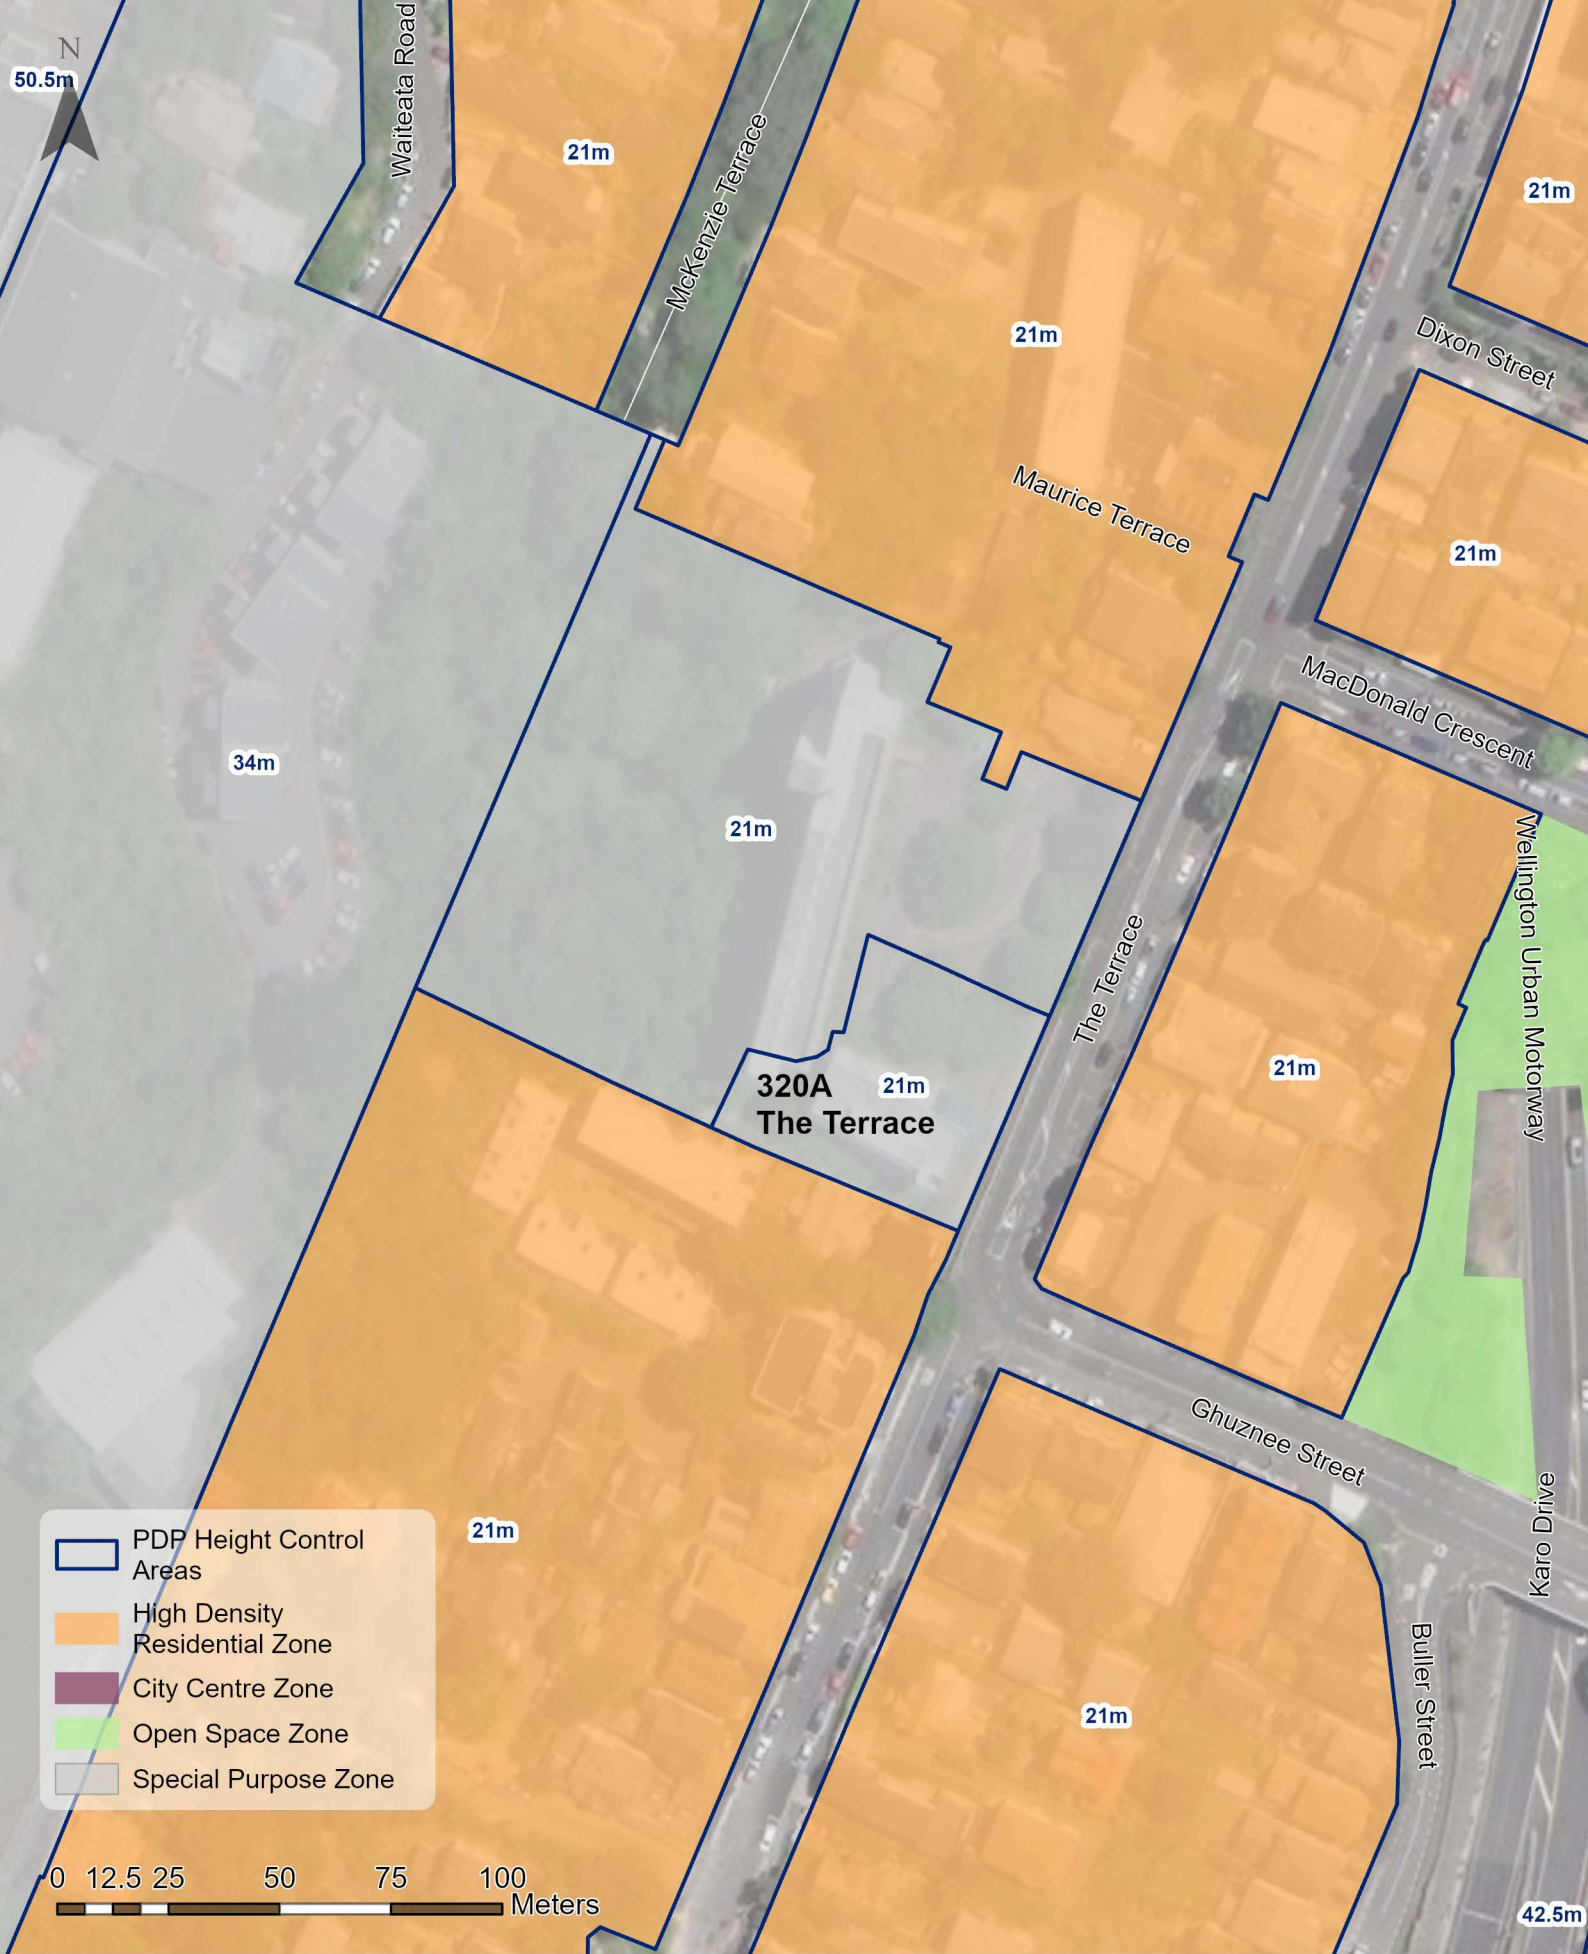 N
50.5m
Waiteata Road
21m
McKenzie Terrace
21m
21m
Dixon Street
Maurice Terrace
21m
MacDonald Crescent
34m
21m
Wellington Urban Motorway
The Terrace
21m
320A
The Terrace
21m
Ghuznee Street
Karo Drive
21m
Buller Street
21m
42.5m
PDP Height Control
Areas
High Density
Residential Zone
City Centre Zone
Open Space Zone
Special Purpose Zone
0 12.5 25 50 75 100
Meters